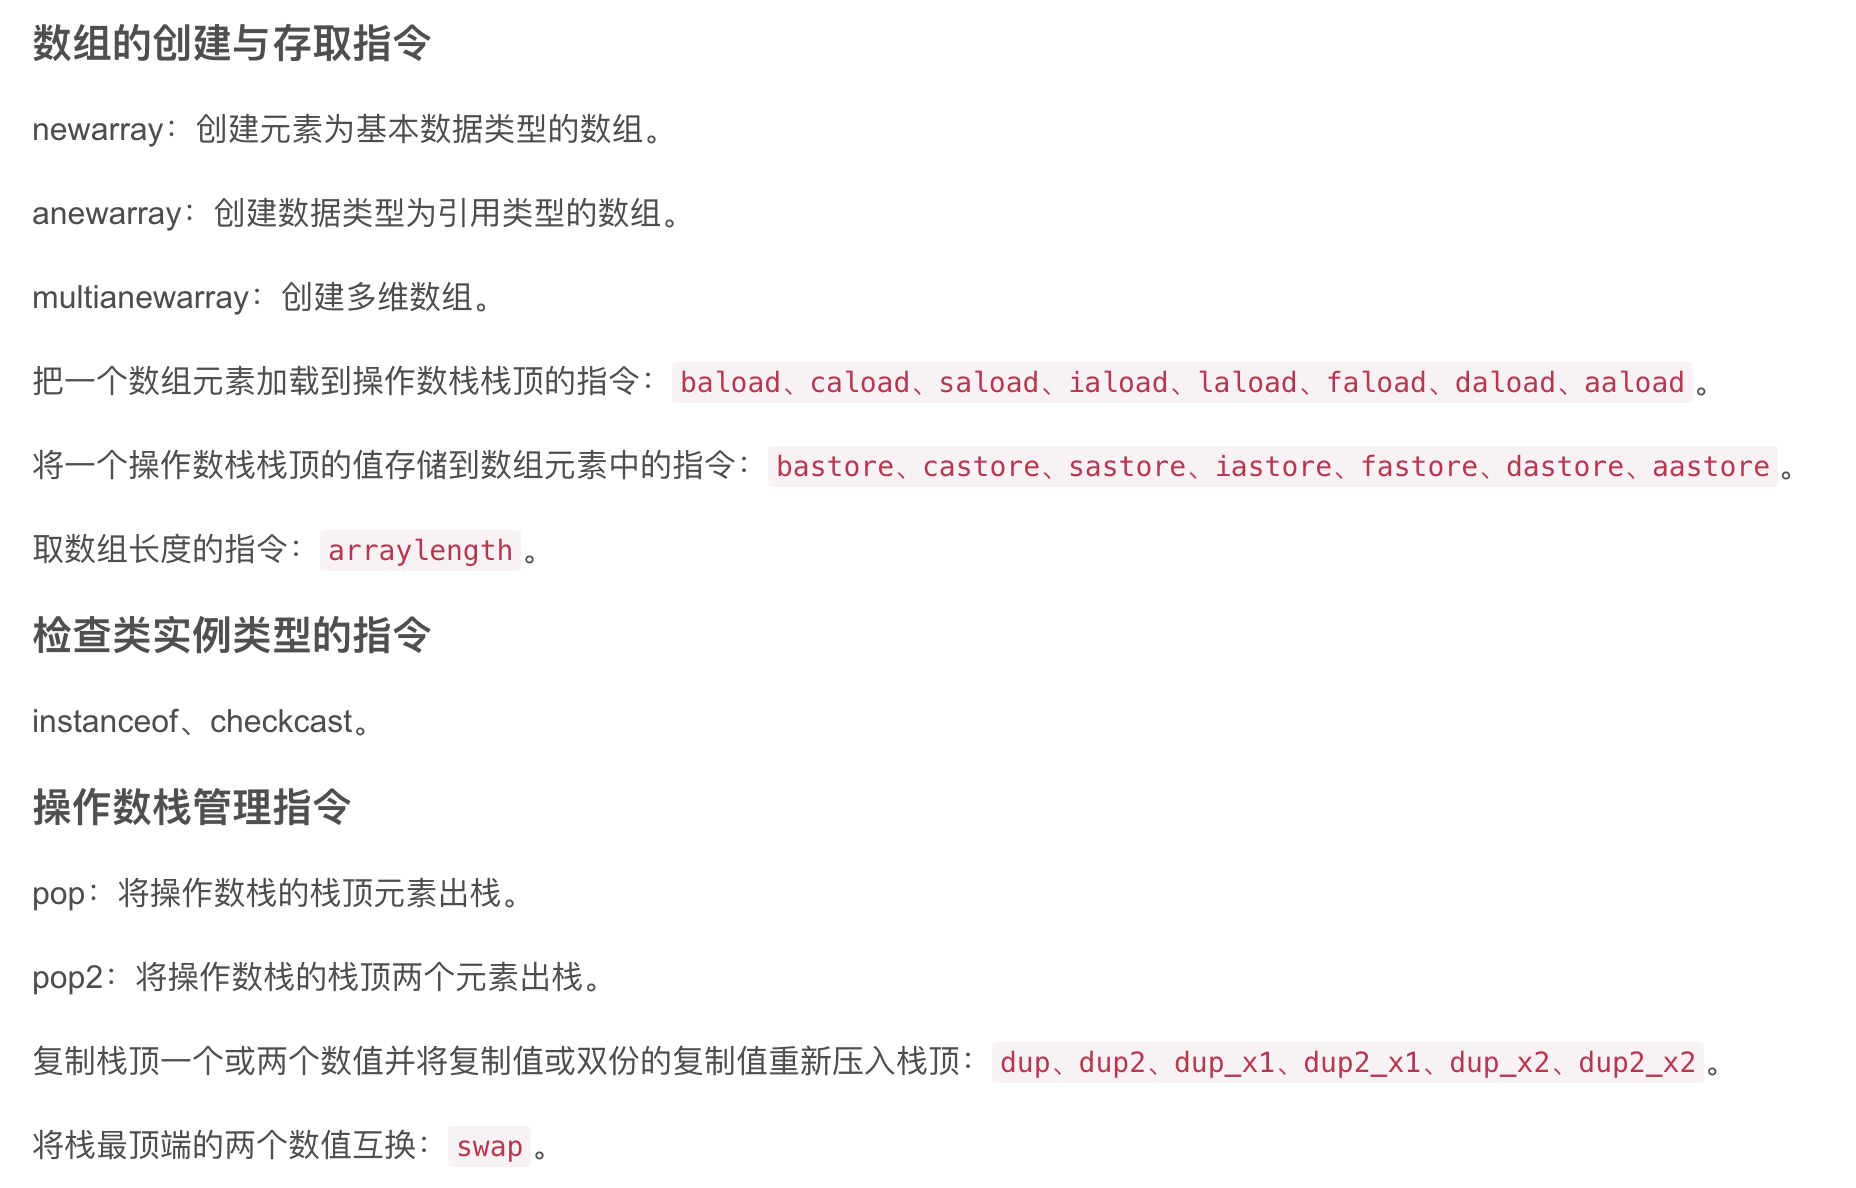 数组的创建与存取指令
newarray：创建元素为基本数据类型的数组。
anewarray：创建数据类型为引用类型的数组。
multianewarray：创建多维数组。
把一个数组元素加载到操作数栈栈顶的指令：baload、caload、saload、iaload、laload、faload、daload、aaload。
将一个操作数栈栈顶的值存储到数组元素中的指令：bastore、castore、sastore、iastore、fastore、dastore、aastore。
取数组长度的指令：arraylength。
检查类实例类型的指令
instanceof、checkcast。
操作数栈管理指令
pop：将操作数栈的栈顶元素出栈。
pop2：将操作数栈的栈顶两个元素出栈。
复制栈顶一个或两个数值并将复制值或双份的复制值重新压入栈顶：dup、dup2、dup_x1、dup2_x1、dup_x2、dup2_x2。
将栈最顶端的两个数值互换：swap。